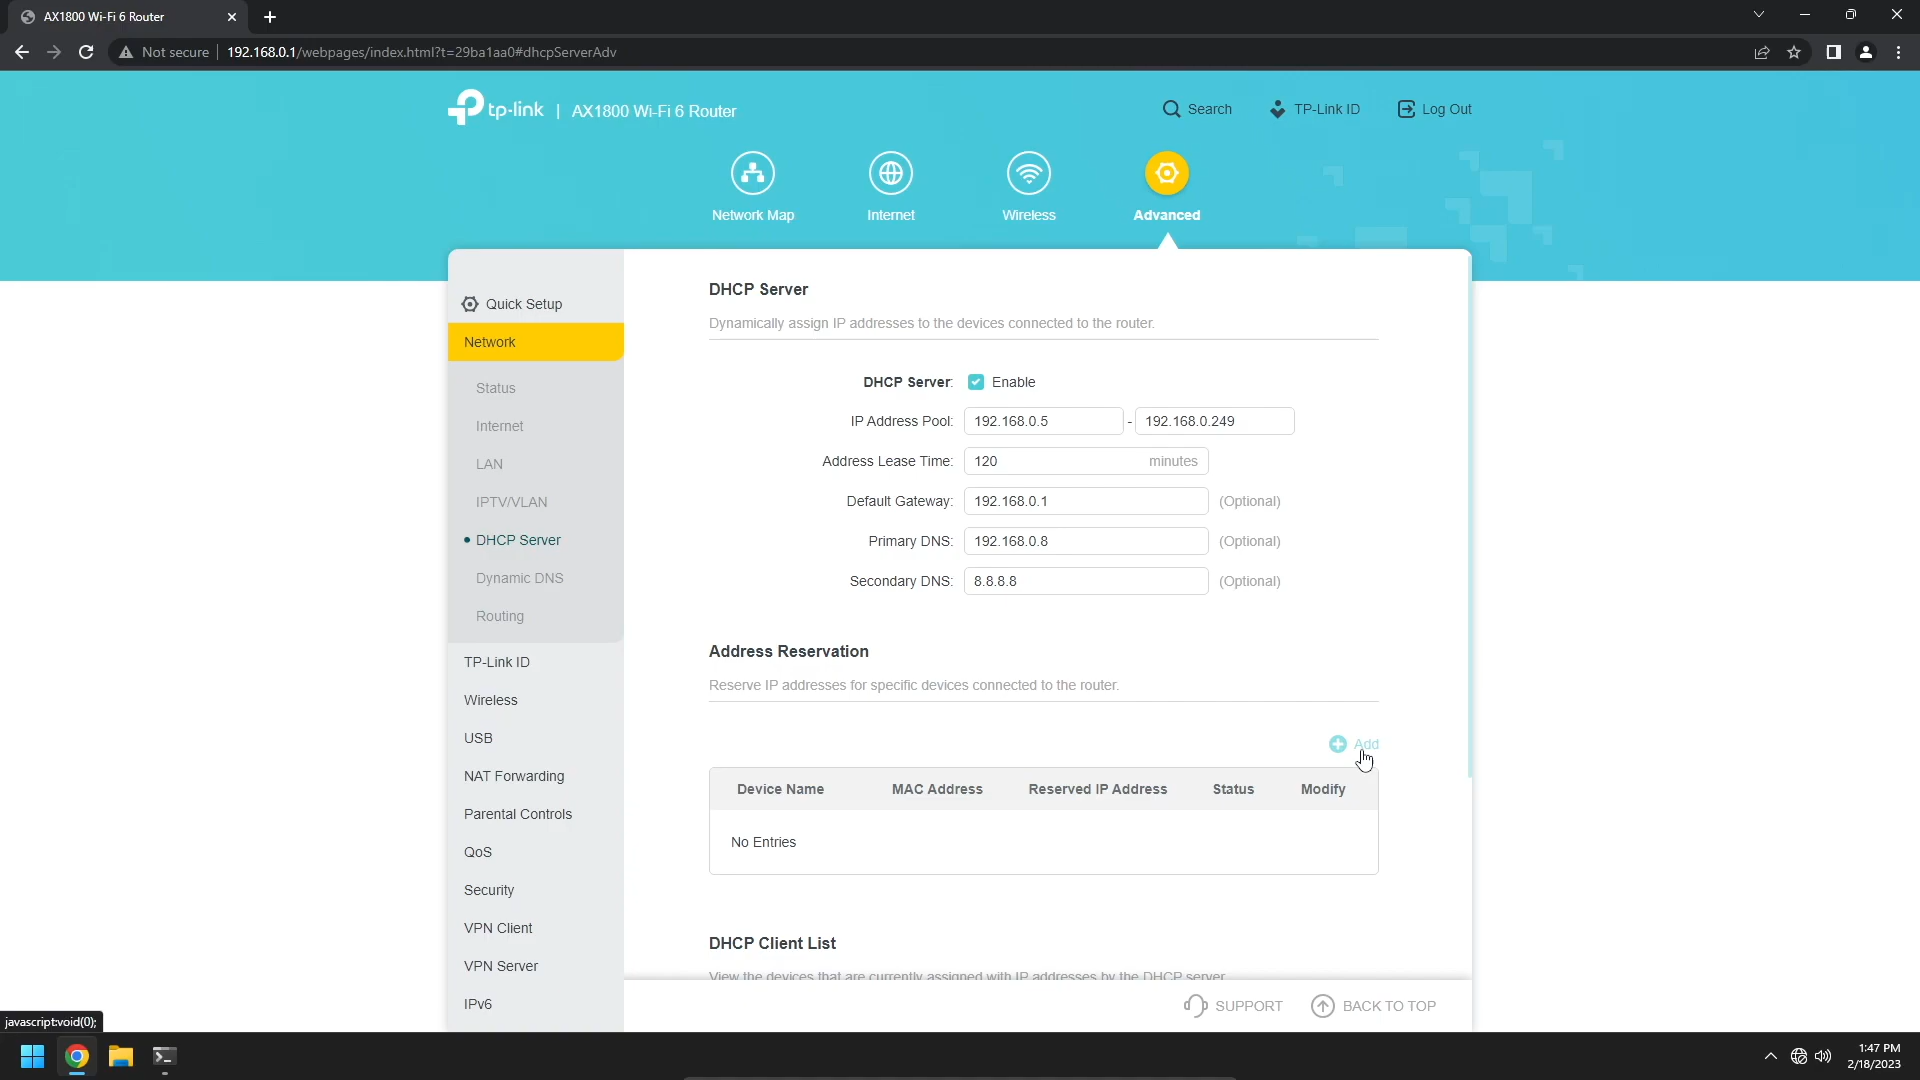 AX1800 Wi-Fi 6 Router
Not secure
192.168.0.1/webpages/index.html?t=29ba1aa0#dhcpServerAdv
tp-link | AX1800 Wi-Fi 6 Router
Search
TP-Link ID
Log Out
Network Map
Internet
Wireless
Advanced
Quick Setup
Network
Status
Internet
LAN
IPTV/VLAN
DHCP Server
Dynamic DNS
Routing
TP-Link ID
Wireless
USB
NAT Forwarding
Parental Controls
QoS
Security
VPN Client
VPN Server
IPv6
DHCP Server
Dynamically assign IP addresses to the devices connected to the router.
DHCP Server: Enable
IP Address Pool: 192.168.0.5 - 192.168.0.249
Address Lease Time: 120 minutes
Default Gateway: 192.168.0.1 (Optional)
Primary DNS: 192.168.0.8 (Optional)
Secondary DNS: 8.8.8.8 (Optional)
Address Reservation
Reserve IP addresses for specific devices connected to the router.
Add
Device Name MAC Address Reserved IP Address Status Modify
No Entries
DHCP Client List
View the devices that are currently assigned with IP addresses by the DHCP server.
SUPPORT
BACK TO TOP
javascript:void(0);
1:47 PM
2/18/2023